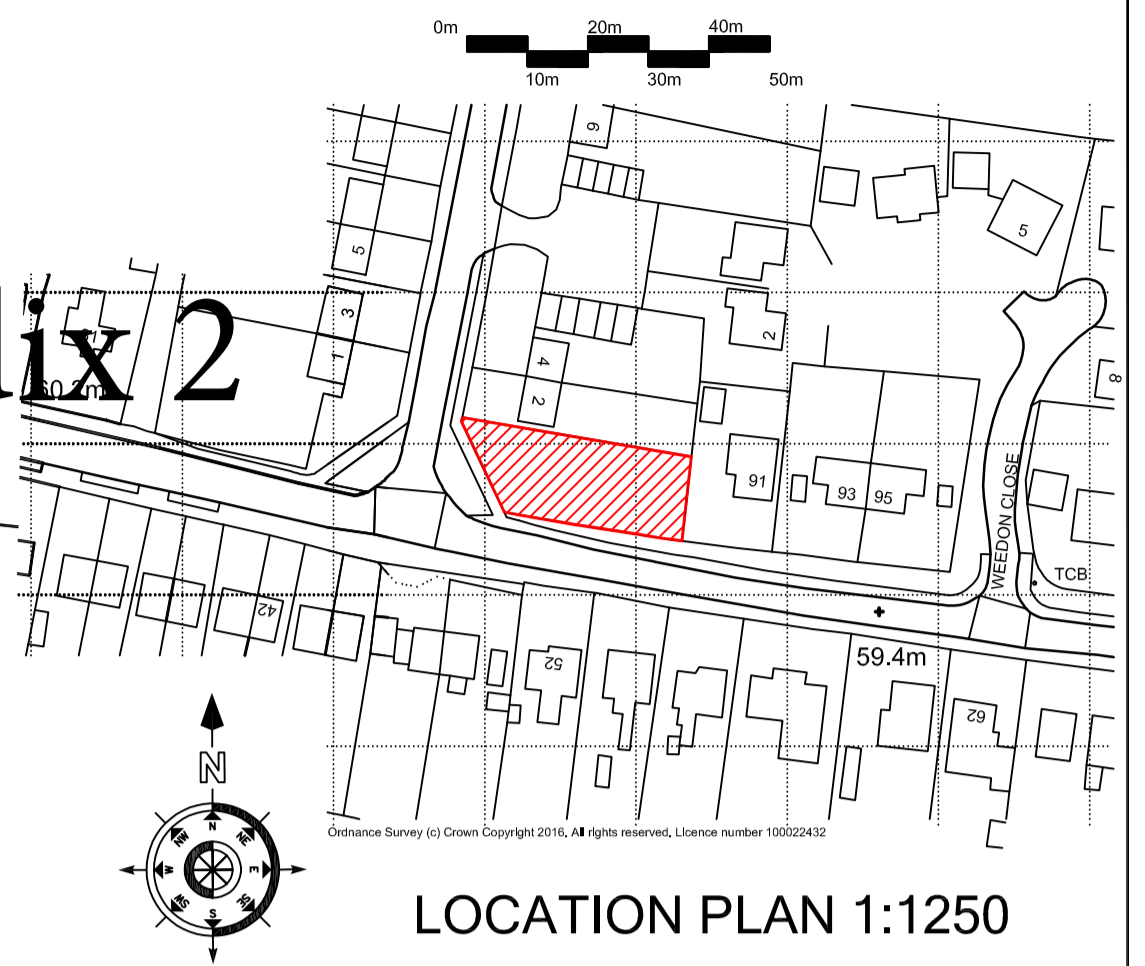 0m 20m 40m
10m 30m 50m
9
5
5
3
2
1
4
8
2
lix 2
60.2m
91
93 95
WEEDON CLOSE
TCB
42
52
59.4m
62
N
Ordnance Survey (c) Crown Copyright 2016. All rights reserved. Licence number 100022432
N
NW NE
W E
SW SE
S
LOCATION PLAN 1:1250